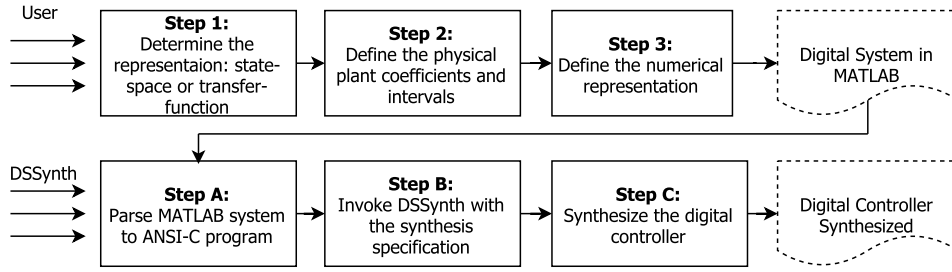 User
Step 1:
Determine the
representaion: state-
space or transfer-
function
Step 2:
Define the physical
plant coefficients and
intervals
Step 3:
Define the numerical
representation
Digital System in
MATLAB
DSSynth
Step A:
Parse MATLAB system
to ANSI-C program
Step B:
Invoke DSSynth with
the synthesis
specification
Step C:
Synthesize the digital
controller
Digital Controller
Synthesized